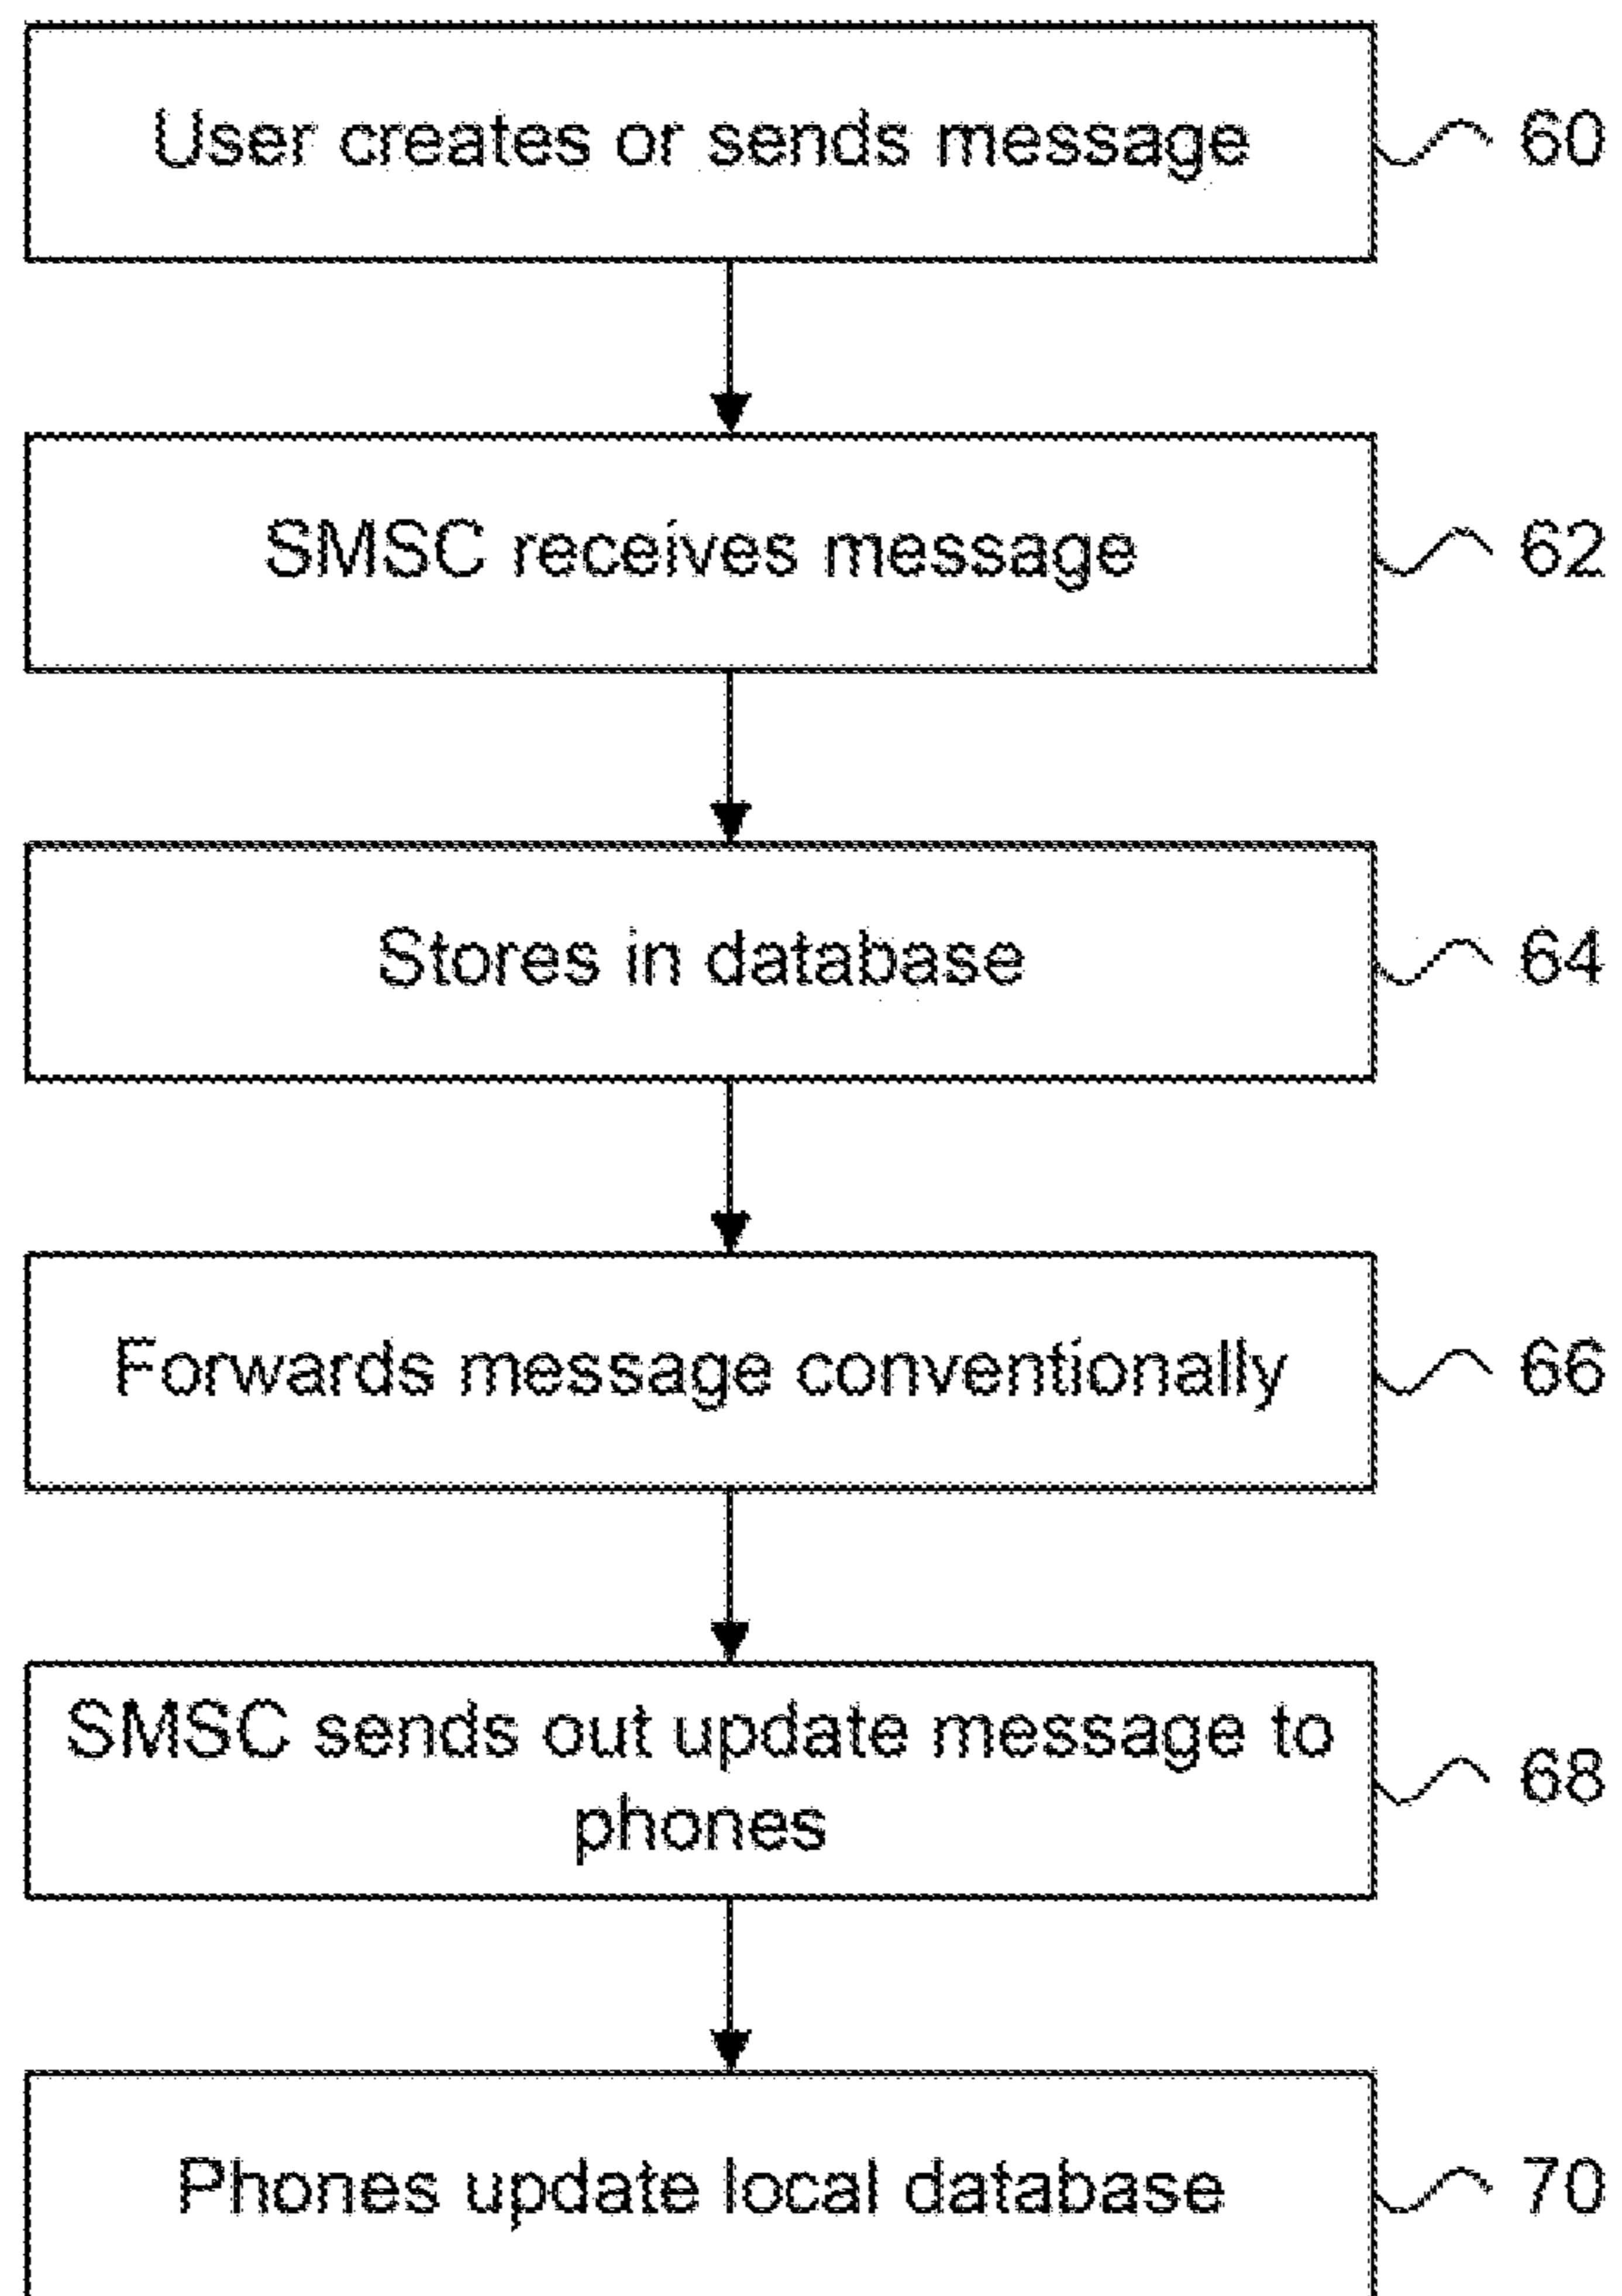 User creates or sends message
60
SMSC receives message
62
Stores in database
64
Forwards message conventionally
66
SMSC sends out update message to
phones
68
Phones update local database
70